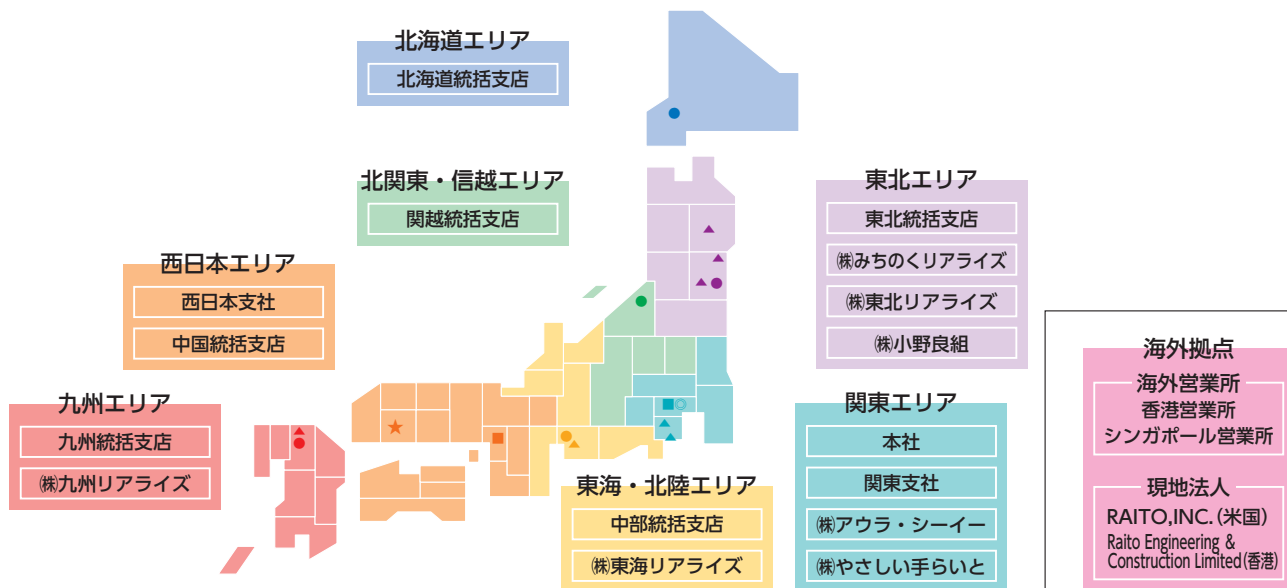 北海道エリア
北海道統括支店
北関東・信越エリア
関越統括支店
東北エリア
東北統括支店
㈱みちのくリアライズ
㈱東北リアライズ
㈱小野良組
西日本エリア
西日本支社
中国統括支店
九州エリア
九州統括支店
㈱九州リアライズ
東海・北陸エリア
中部統括支店
㈱東海リアライズ
関東エリア
本社
関東支社
㈱アウラ・シーイー
㈱やさしい手らいと
海外拠点
海外営業所
香港営業所
シンガポール営業所
現地法人
RAITO,INC.(米国)
Raito Engineering &
Construction Limited(香港)